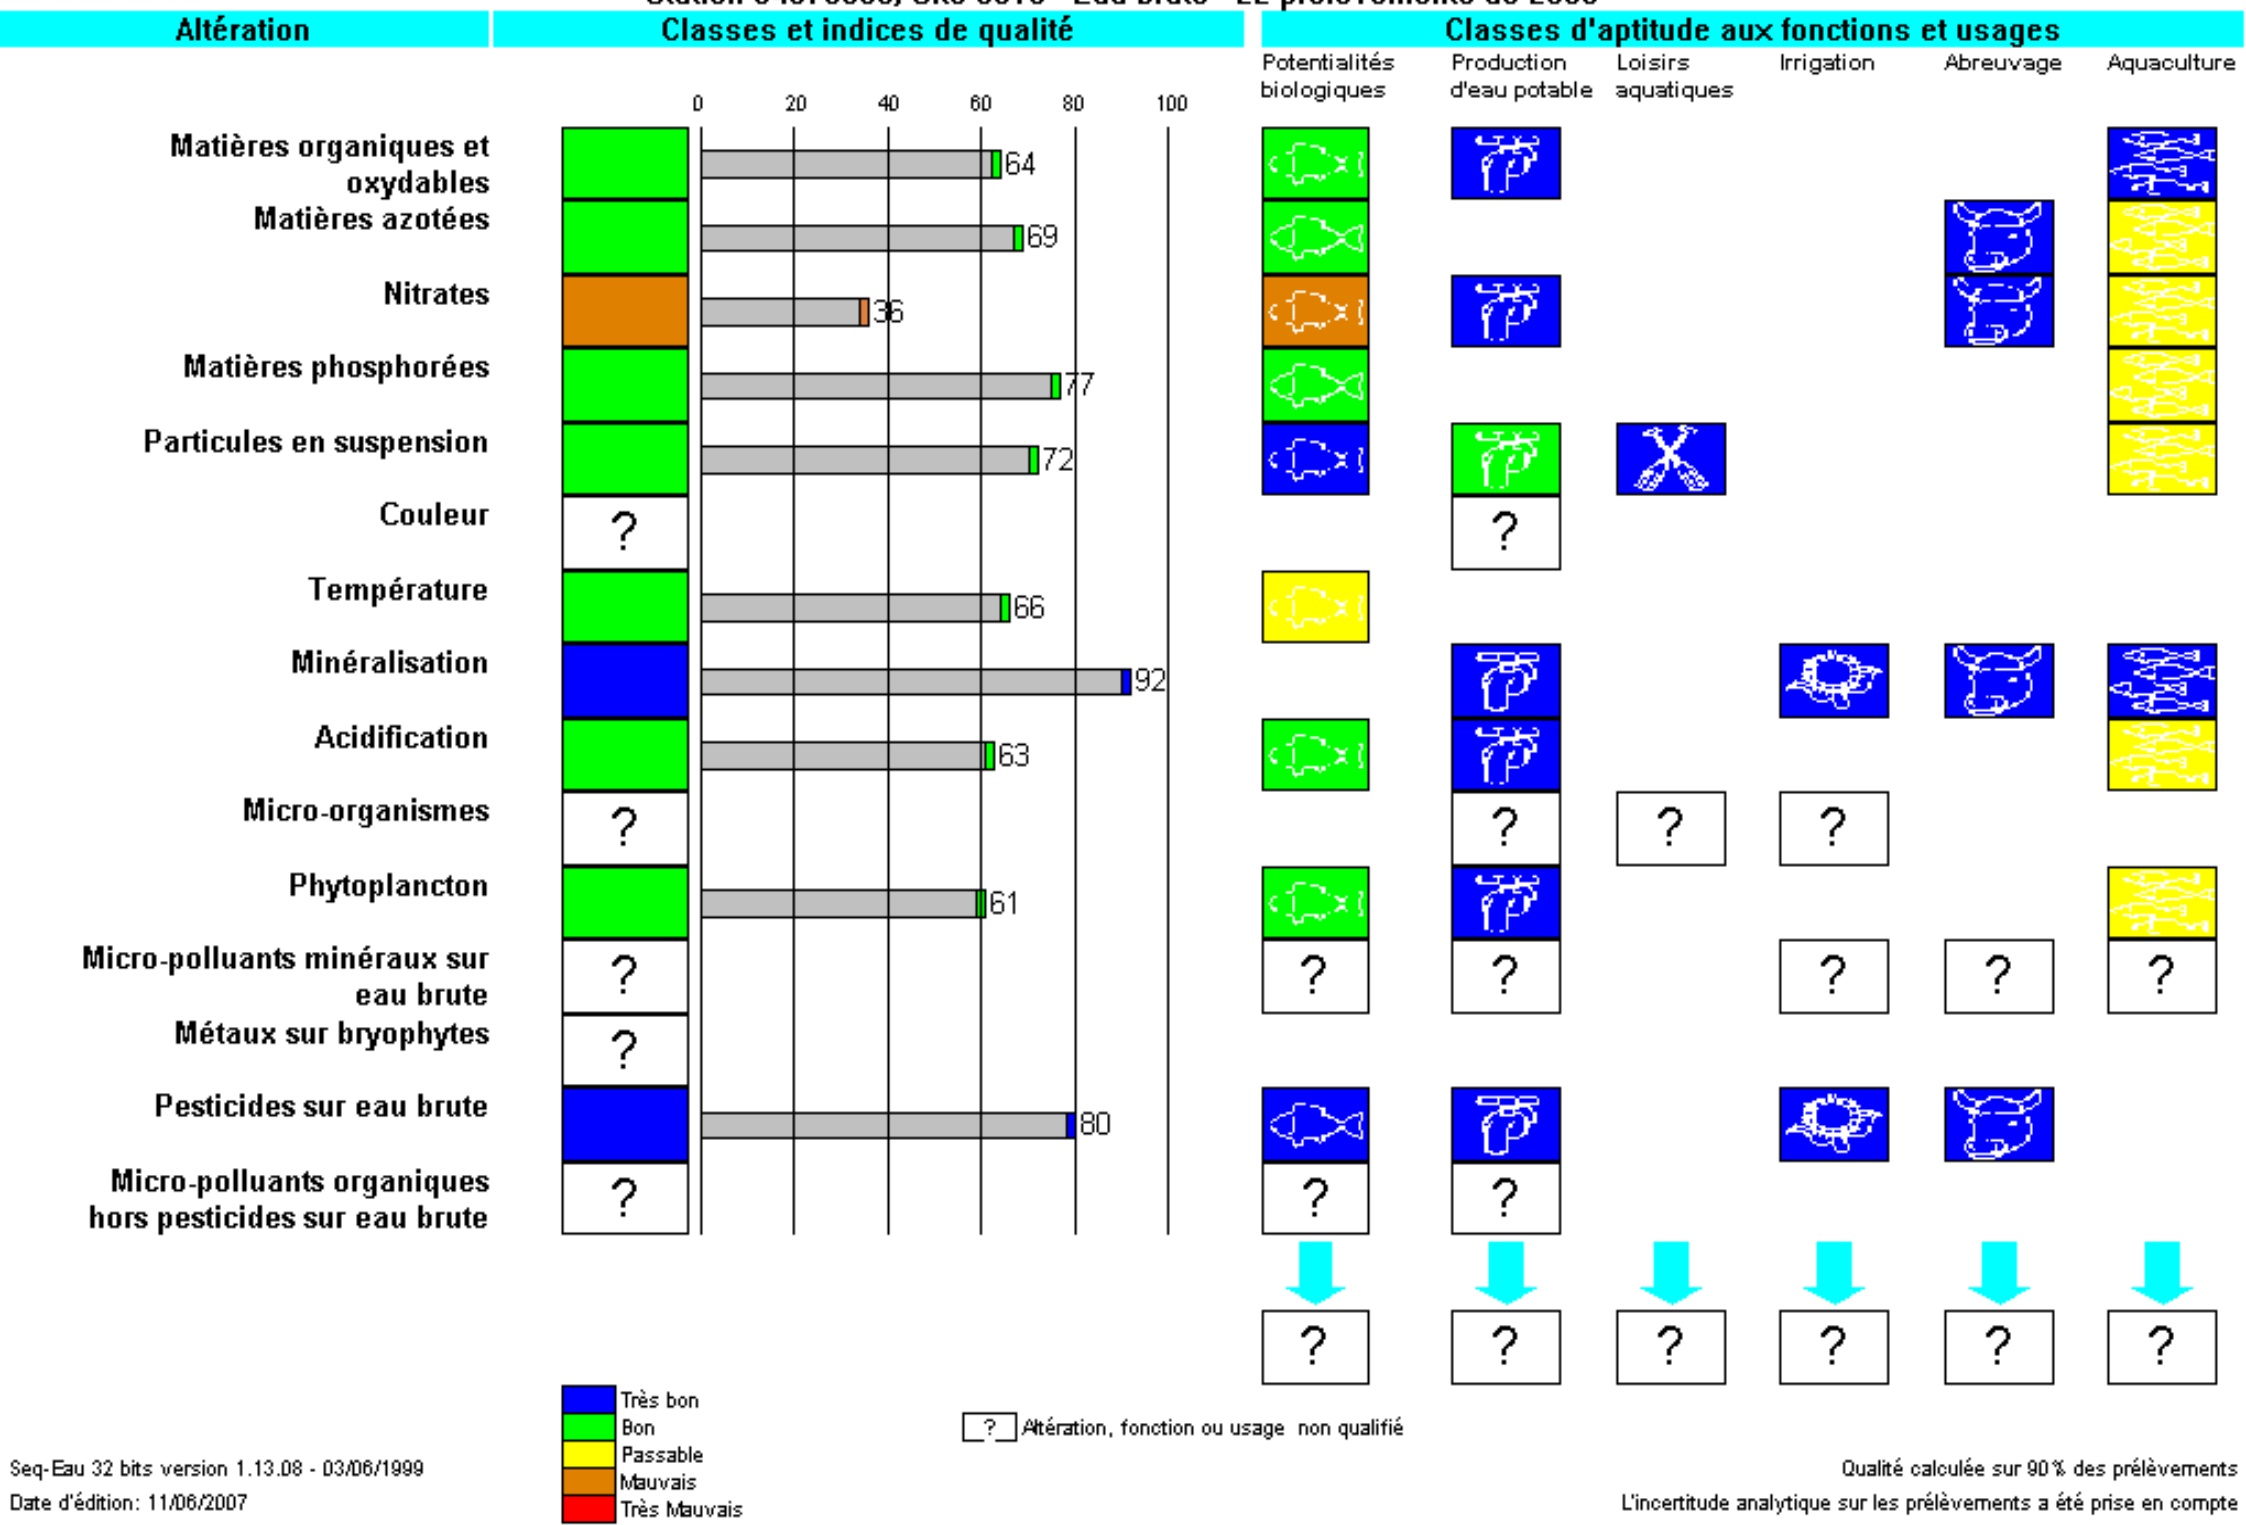 Altération Classes et indices de qualité Classes d'aptitude aux fonctions et usages
Potentialités biologiques
Production d'eau potable
Loisirs aquatiques
Irrigation
Abreuvage
Aquaculture
0 20 40 60 80 100
Matières organiques et
oxydables
64
Matières azotées
69
Nitrates
36
Matières phosphorées
77
Particules en suspension
72
Couleur
? ?
Température
66
Minéralisation
92
Acidification
63
Micro-organismes
? ? ? ?
Phytoplancton
61
Micro-polluants minéraux sur
eau brute
? ? ? ? ? ?
Métaux sur bryophytes
?
Pesticides sur eau brute
80
Micro-polluants organiques
hors pesticides sur eau brute
? ? ?
? ? ? ? ? ?
Très bon
Bon
Passable
Mauvais
Très Mauvais
? Altération, fonction ou usage non qualifié
Seq-Eau 32 bits version 1.13.08 - 03/06/1999
Date d'édition: 11/06/2007
Qualité calculée sur 90% des prélèvements
L'incertitude analytique sur les prélèvements a été prise en compte